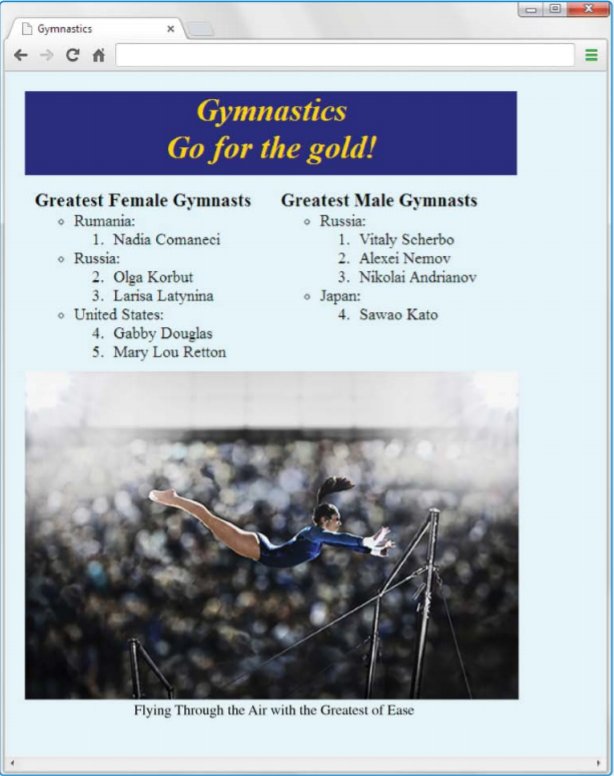 Gymnastics
Gymnastics
Go for the gold!
Greatest Female Gymnasts
Rumania:
1. Nadia Comaneci
Russia:
2. Olga Korbut
3. Larisa Latynina
United States:
4. Gabby Douglas
5. Mary Lou Retton
Greatest Male Gymnasts
Russia:
1. Vitaly Scherbo
2. Alexei Nemov
3. Nikolai Andrianov
Japan:
4. Sawao Kato
Flying Through the Air with the Greatest of Ease